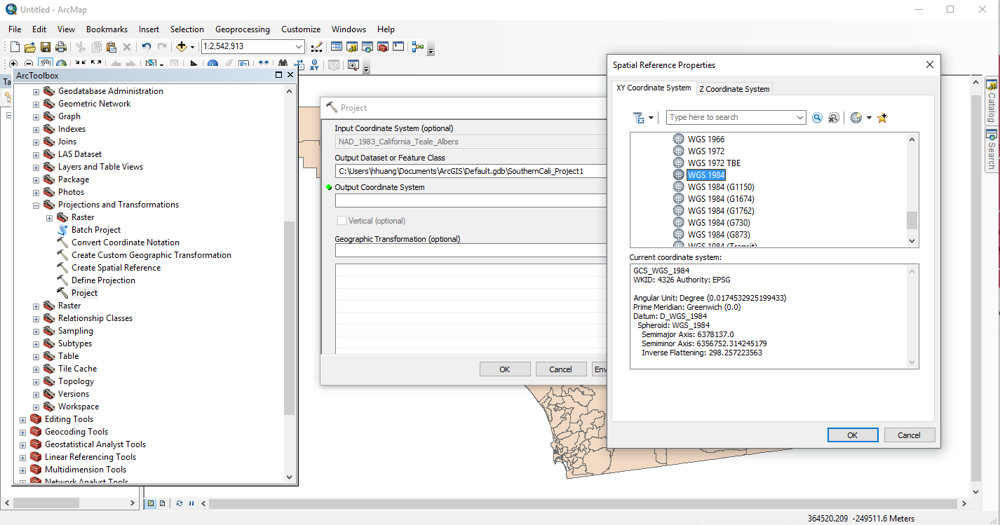 Untitled - ArcMap
File Edit View Bookmarks Insert Selection Geoprocessing Customize Windows Help
1:2,542,913
XY
Ta
ArcToolbox
Geodatabase Administration
Geometric Network
Graph
Indexes
Joins
LAS Dataset
Layers and Table Views
Package
Photos
Projections and Transformations
Raster
Batch Project
Convert Coordinate Notation
Create Custom Geographic Transformation
Create Spatial Reference
Define Projection
Project
Raster
Relationship Classes
Sampling
Subtypes
Table
Tile Cache
Topology
Versions
Workspace
Editing Tools
Geocoding Tools
Geostatistical Analyst Tools
Linear Referencing Tools
Multidimension Tools
Network Analyst Tools
Project
Input Coordinate System (optional)
NAD_1983_California_Teale_Albers
Output Dataset or Feature Class
C:\Users\hhuang\Documents\ArcGIS\Default.gdb\SouthernCali_Project1
Output Coordinate System
Vertical (optional)
Geographic Transformation (optional)
OK Cancel Env
Spatial Reference Properties
XY Coordinate System Z Coordinate System
Type here to search
WGS 1966
WGS 1972
WGS 1972 TBE
WGS 1984
WGS 1984 (G1150)
WGS 1984 (G1674)
WGS 1984 (G1762)
WGS 1984 (G730)
WGS 1984 (G873)
WGS 1984 (Transit)
Current coordinate system:
GCS_WGS_1984
WKID: 4326 Authority: EPSG
Angular Unit: Degree (0.0174532925199433)
Prime Meridian: Greenwich (0.0)
Datum: D_WGS_1984
Spheroid: WGS_1984
Semimajor Axis: 6378137.0
Semiminor Axis: 6356752.314245179
Inverse Flattening: 298.257223563
OK Cancel
Catalog
Search
364520.209 -249511.6 Meters